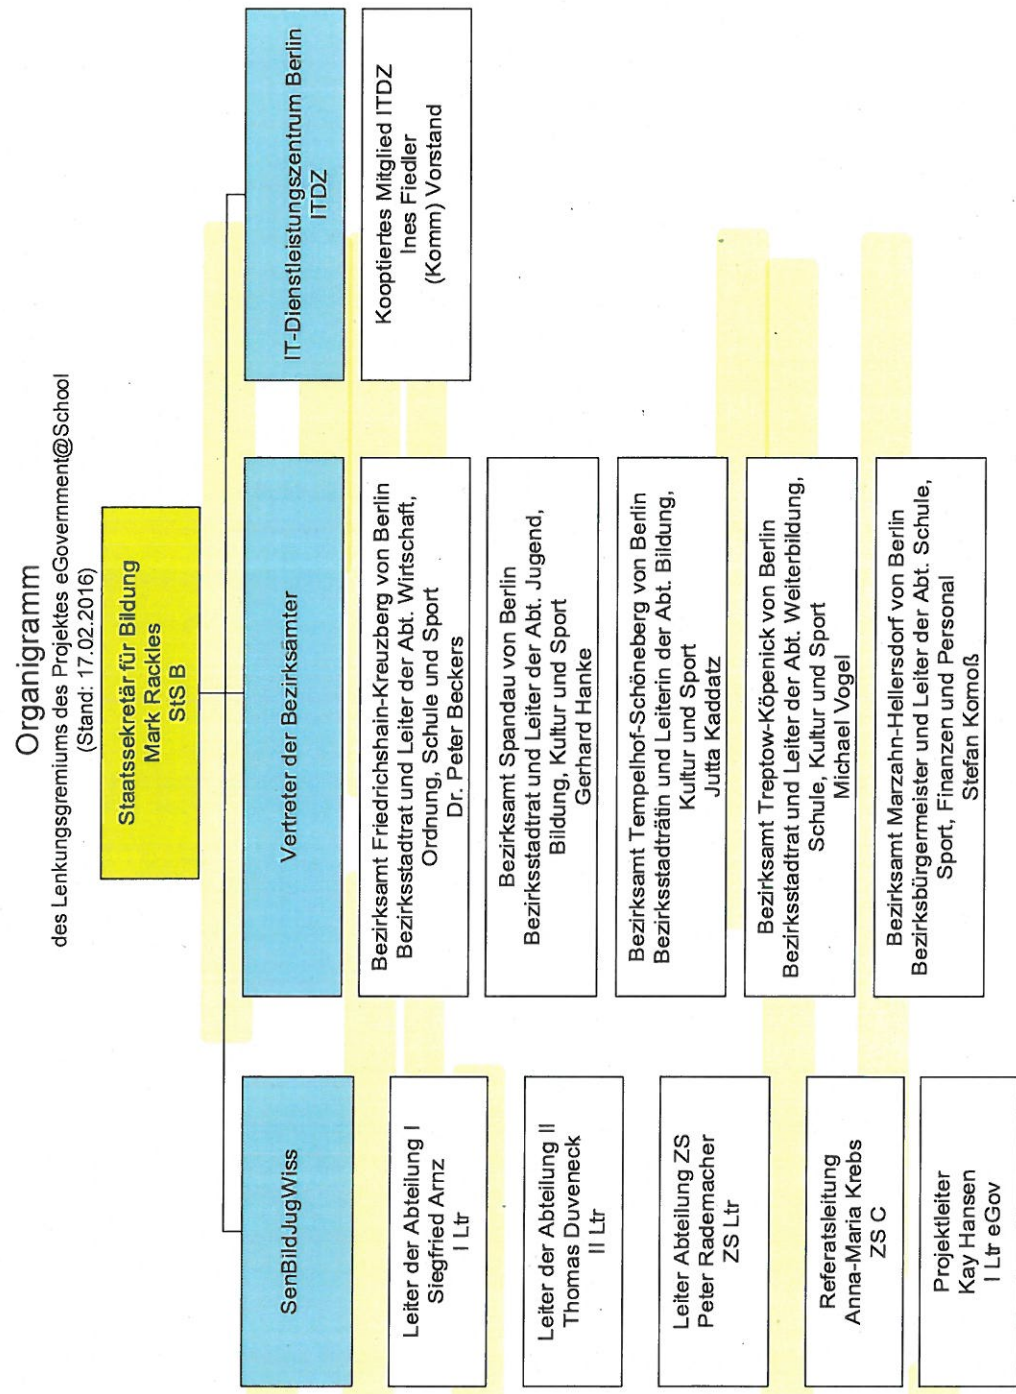 Organigramm
des Lenkungsgremiums des Projektes eGovernment@School
(Stand: 17.02.2016)
Staatssekretär für Bildung
Mark Rackles
StS B
SenBildJugWiss
Leiter der Abteilung I
Siegfried Arnz
I Ltr
Leiter der Abteilung II
Thomas Duveneck
II Ltr
Leiter Abteilung ZS
Peter Rademacher
ZS Ltr
Referatsleitung
Anna-Maria Krebs
ZS C
Projektleiter
Kay Hansen
I Ltr eGov
Vertreter der Bezirksämter
Bezirksamt Friedrichshain-Kreuzberg von Berlin
Bezirksstadtrat und Leiter der Abt. Wirtschaft,
Ordnung, Schule und Sport
Dr. Peter Beckers
Bezirksamt Spandau von Berlin
Bezirksstadtrat und Leiter der Abt. Jugend,
Bildung, Kultur und Sport
Gerhard Hanke
Bezirksamt Tempelhof-Schöneberg von Berlin
Bezirksstadträtin und Leiterin der Abt. Bildung,
Kultur und Sport
Jutta Kaddatz
Bezirksamt Treptow-Köpenick von Berlin
Bezirksstadtrat und Leiter der Abt. Weiterbildung,
Schule, Kultur und Sport
Michael Vogel
Bezirksamt Marzahn-Hellersdorf von Berlin
Bezirksbürgermeister und Leiter der Abt. Schule,
Sport, Finanzen und Personal
Stefan Komoß
IT-Dienstleistungszentrum Berlin
ITDZ
Kooptiertes Mitglied ITDZ
Ines Fiedler
(Komm) Vorstand